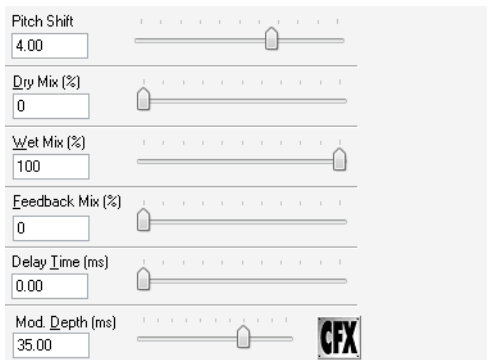 Pitch Shift
4.00
Dry Mix (%)
0
Wet Mix (%)
100
Feedback Mix (%)
0
Delay Time (ms)
0.00
Mod. Depth (ms)
35.00
CFX